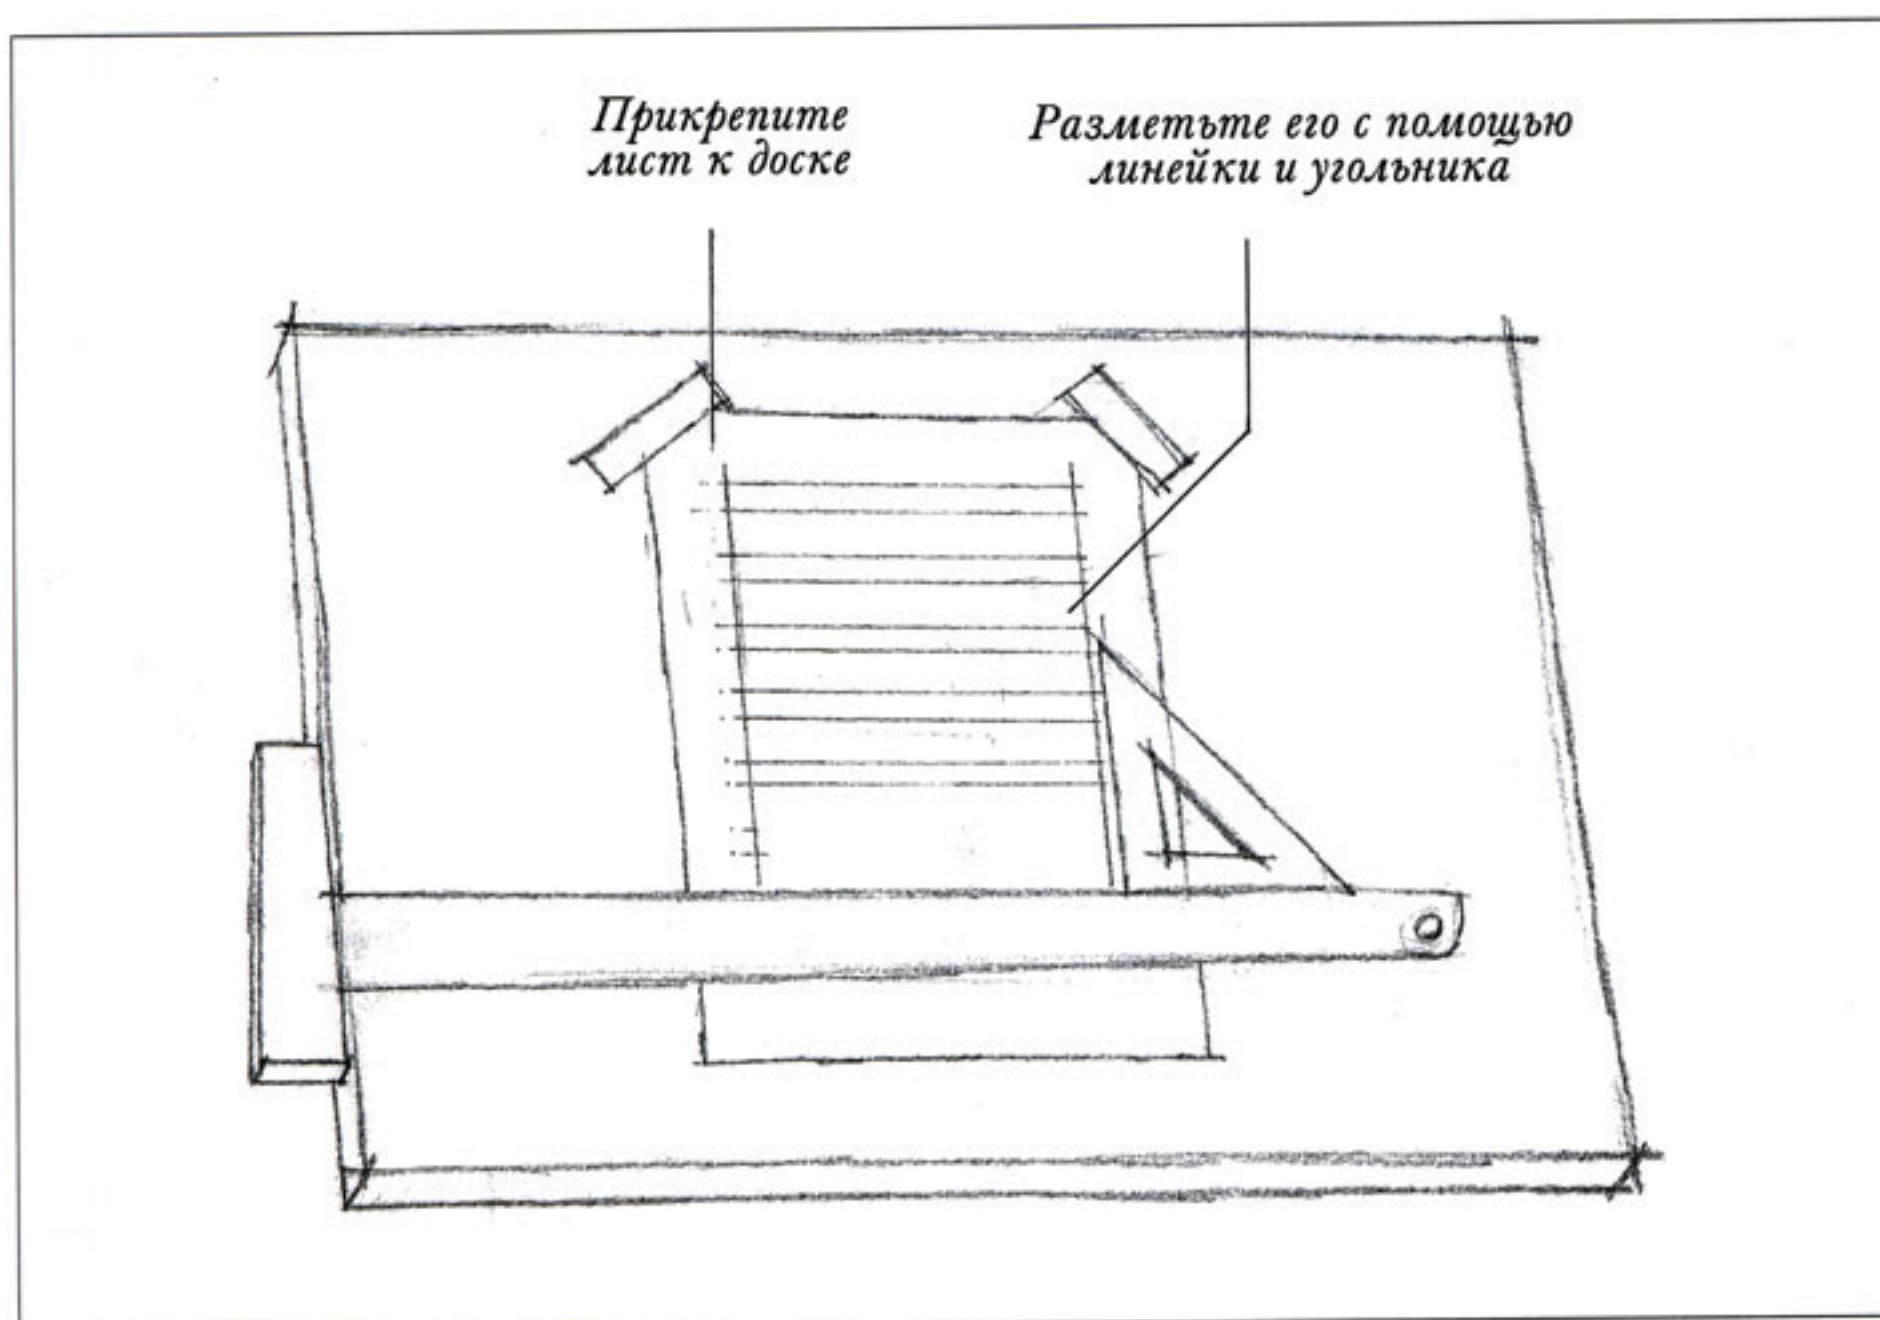 Прикрепите
лист к доске
Разметьте его с помощью
линейки и угольника